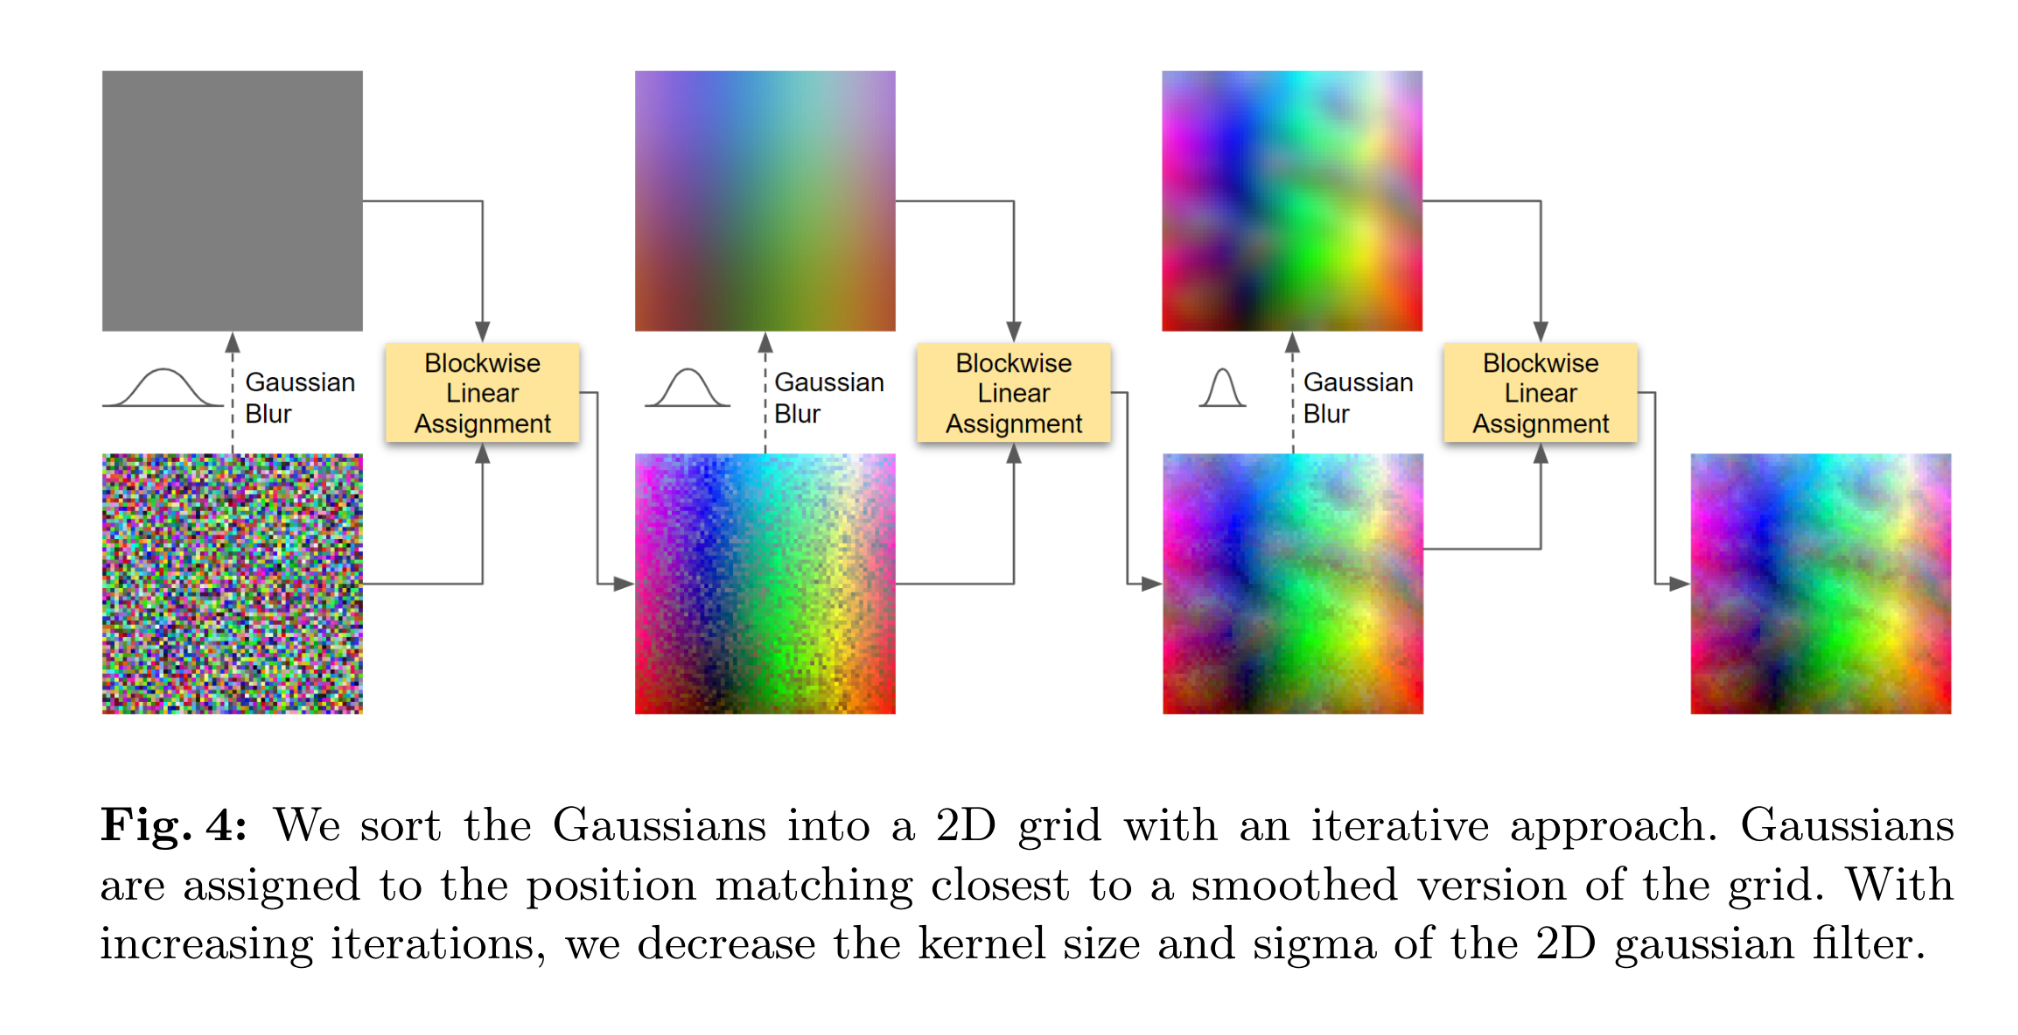 Gaussian
Blur
Blockwise
Linear
Assignment
Gaussian
Blur
Blockwise
Linear
Assignment
Gaussian
Blur
Blockwise
Linear
Assignment
Fig. 4: We sort the Gaussians into a 2D grid with an iterative approach. Gaussians
are assigned to the position matching closest to a smoothed version of the grid. With
increasing iterations, we decrease the kernel size and sigma of the 2D gaussian filter.